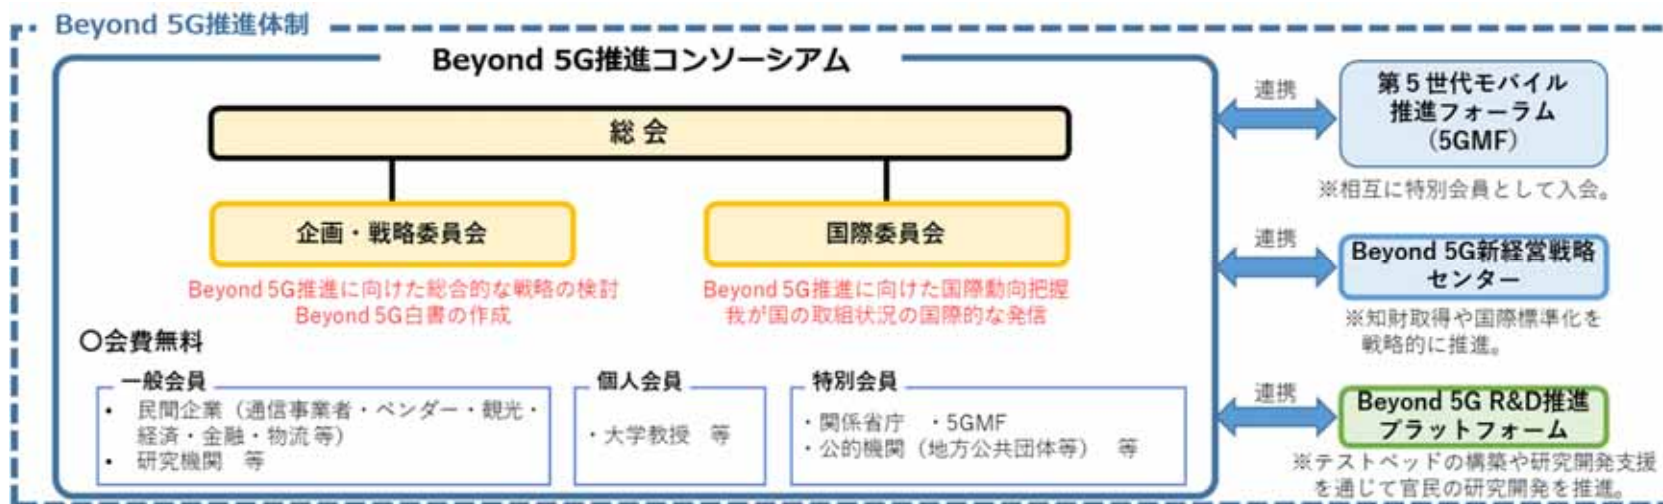 Beyond 5G推進体制
Beyond 5G推進コンソーシアム
総 会
企画・戦略委員会
Beyond 5G推進に向けた総合的な戦略の検討
Beyond 5G白書の作成
国際委員会
Beyond 5G推進に向けた国際動向把握
我が国の取組状況の国際的な発信
〇会費無料
一般会員
• 民間企業（通信事業者・ベンダー・観光・
経済・金融・物流 等）
• 研究機関 等
個人会員
・大学教授 等
特別会員
・関係省庁 ・5GMF
・公的機関（地方公共団体等） 等
連携
第５世代モバイル
推進フォーラム
（5GMF）
※相互に特別会員として入会。
連携
Beyond 5G新経営戦略
センター
※知財取得や国際標準化を
戦略的に推進。
連携
Beyond 5G R&D推進
プラットフォーム
※テストベッドの構築や研究開発支援
を通じて官民の研究開発を推進。